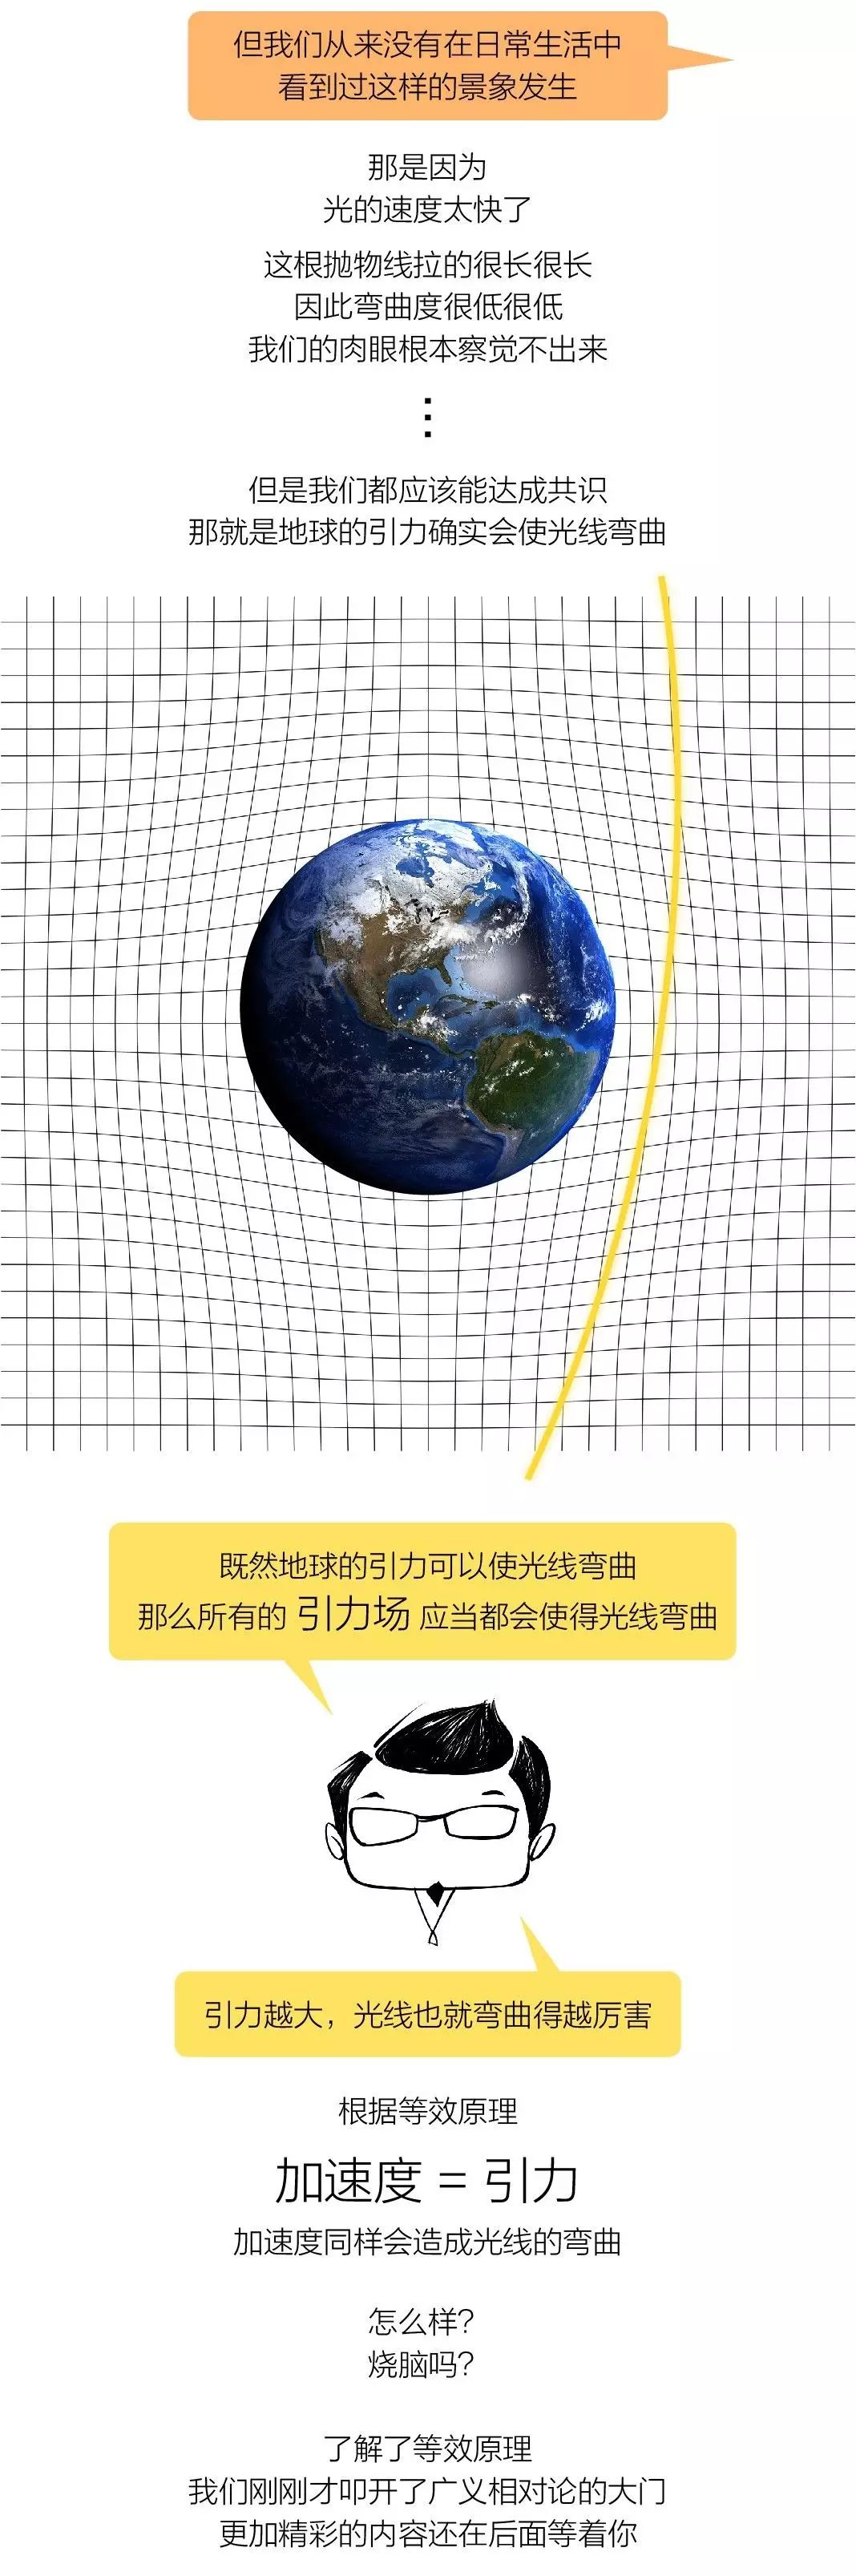 但我们从来没有在日常生活中
看到过这样的景象发生
那是因为
光的速度太快了
这根抛物线拉的很长很长
因此弯曲度很低很低
我们的肉眼根本察觉不出来
但是我们都应该能达成共识
那就是地球的引力确实会使光线弯曲
既然地球的引力可以使光线弯曲
那么所有的 引力场 应当都会使得光线弯曲
引力越大，光线也就弯曲得越厉害
根据等效原理
加速度 = 引力
加速度同样会造成光线的弯曲
怎么样？
烧脑吗？
了解了等效原理
我们刚刚才叩开了广义相对论的大门
更加精彩的内容还在后面等着你